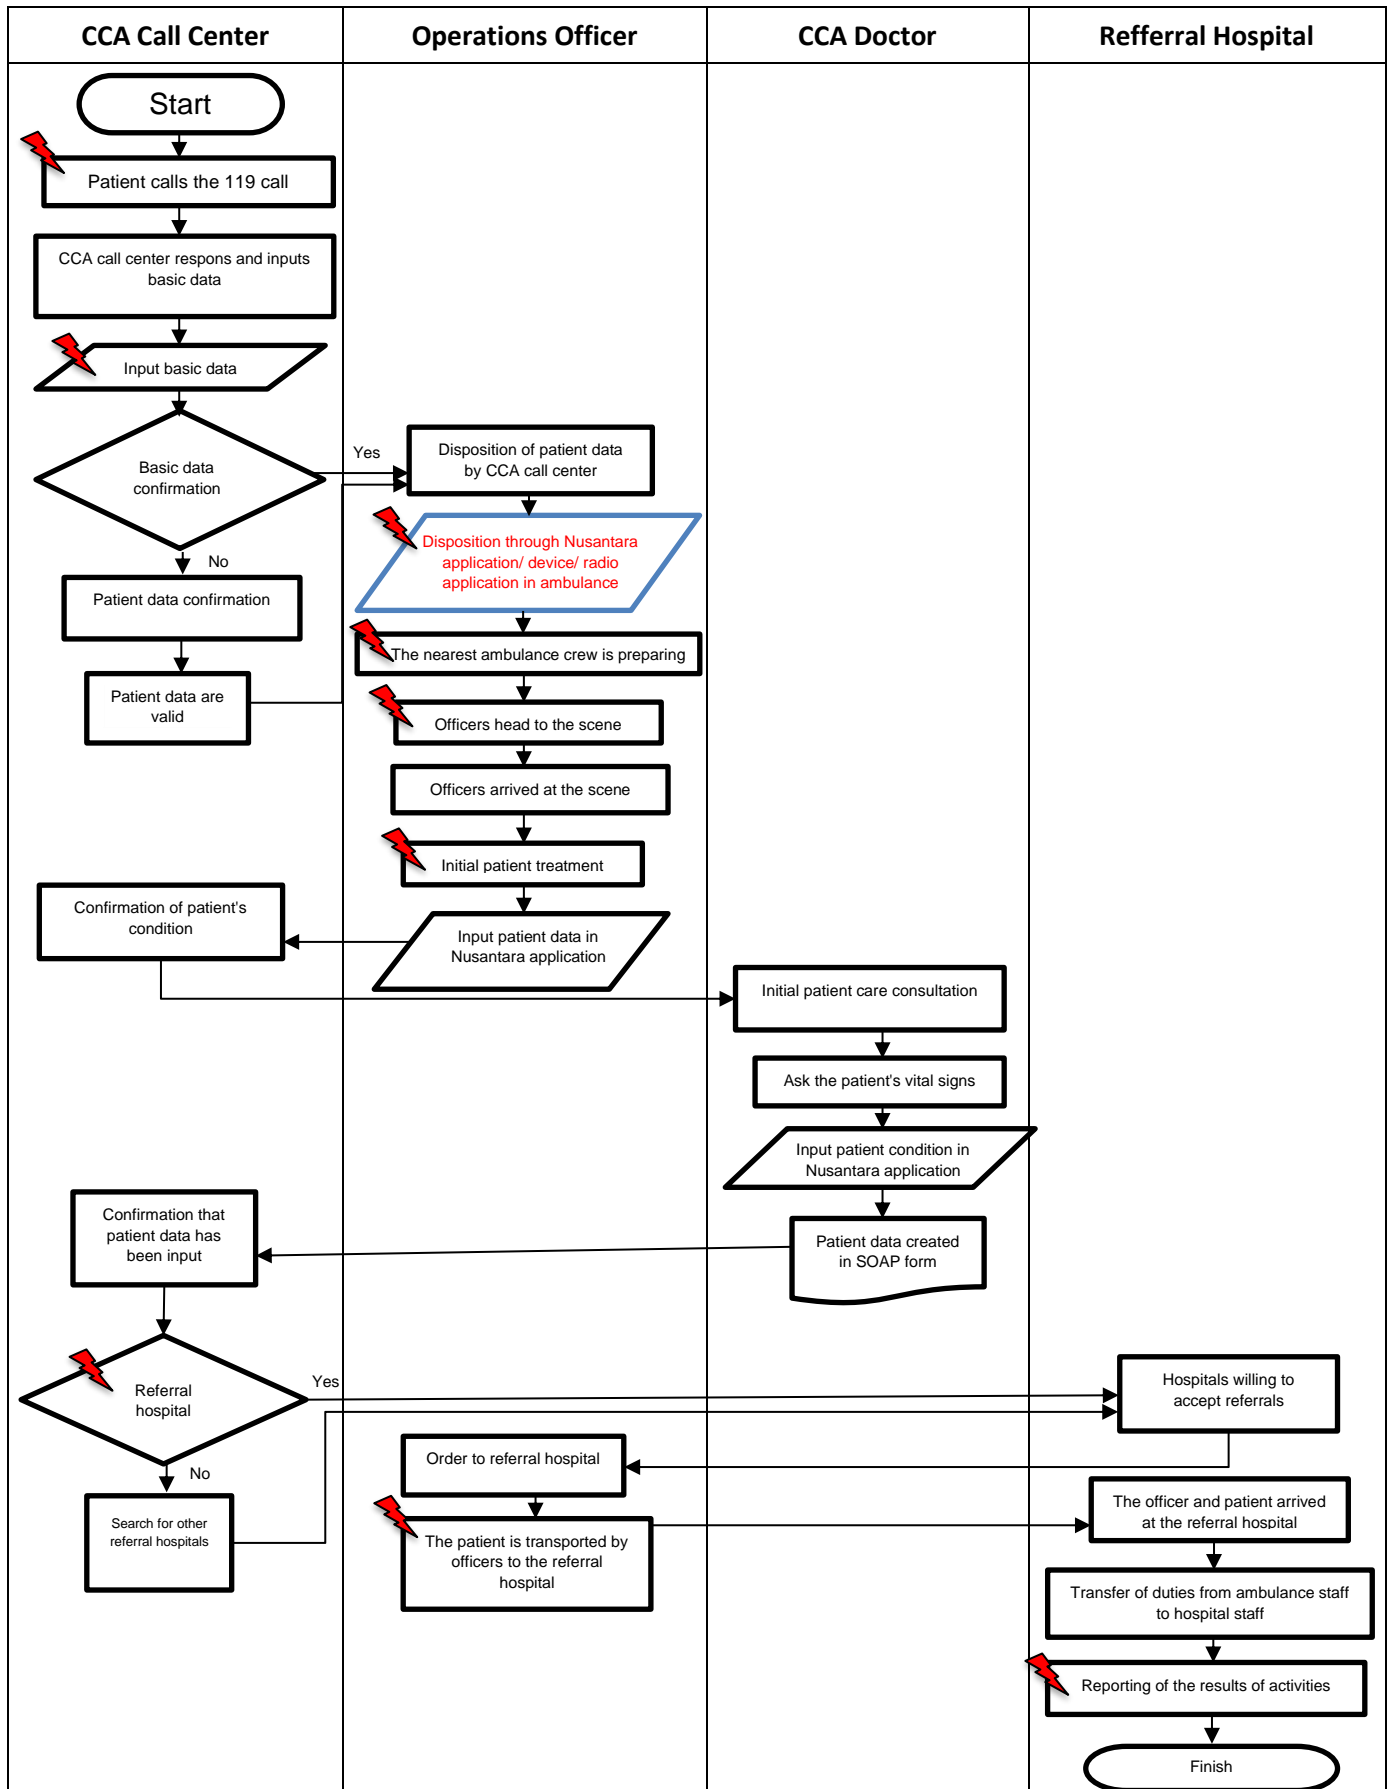 CCA Call Center
Operations Officer
CCA Doctor
Refferral Hospital
Start
Patient calls the 119 call
CCA call center respons and inputs
basic data
Input basic data
Basic data
confirmation
Yes
No
Patient data confirmation
Patient data are
valid
Disposition of patient data
by CCA call center
Disposition through Nusantara
application/ device/ radio
application in ambulance
The nearest ambulance crew is preparing
Officers head to the scene
Officers arrived at the scene
Initial patient treatment
Input patient data in
Nusantara application
Confirmation of patient's
condition
Initial patient care consultation
Ask the patient's vital signs
Input patient condition in
Nusantara application
Patient data created
in SOAP form
Confirmation that
patient data has
been input
Referral
hospital
Yes
No
Search for other
referral hospitals
Hospitals willing to
accept referrals
Order to referral hospital
The patient is transported by
officers to the referral
hospital
The officer and patient arrived
at the referral hospital
Transfer of duties from ambulance staff
to hospital staff
Reporting of the results of activities
Finish